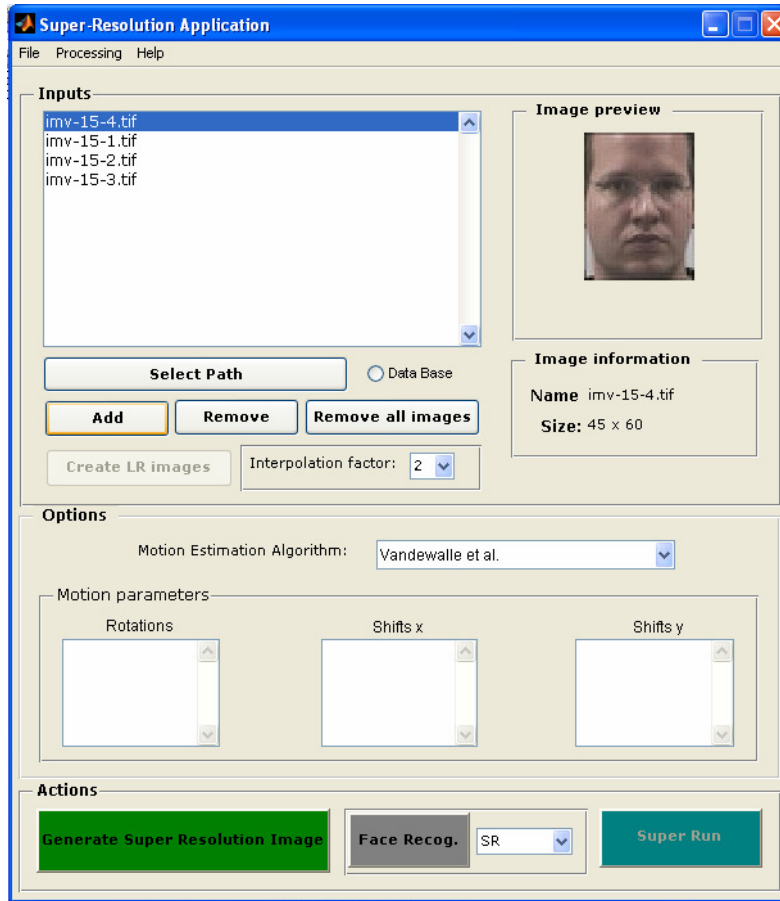 Super-Resolution Application
File Processing Help
Inputs
imv-15-4.tif
imv-15-1.tif
imv-15-2.tif
imv-15-3.tif
Image preview
Select Path
Data Base
Add
Remove
Remove all images
Create LR images
Interpolation factor:
2
Image information
Name imv-15-4.tif
Size: 45 x 60
Options
Motion Estimation Algorithm:
Vandewalle et al.
Motion parameters
Rotations
Shifts x
Shifts y
Actions
Generate Super Resolution Image
Face Recog.
SR
Super Run